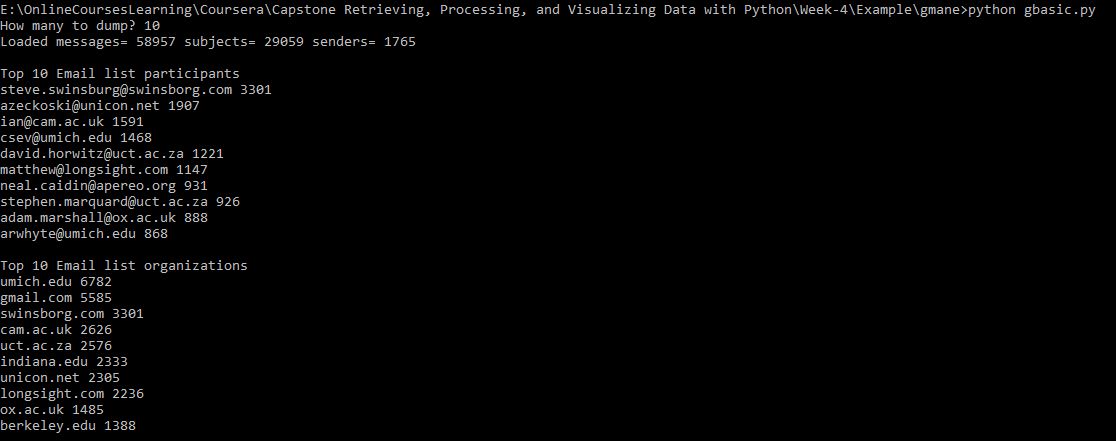 E:\OnlineCoursesLearning\Coursera\Capstone Retrieving, Processing, and Visualizing Data with Python\Week-4\Example\gmane>python gbasic.py
How many to dump? 10
Loaded messages= 58957 subjects= 29059 senders= 1765

Top 10 Email list participants
steve.swinsburg@swinsborg.com 3301
azeckoski@unicon.net 1907
ian@cam.ac.uk 1591
csev@umich.edu 1468
david.horwitz@uct.ac.za 1221
matthew@longsight.com 1147
neal.caidin@apereo.org 931
stephen.marquard@uct.ac.za 926
adam.marshall@ox.ac.uk 888
arwhyte@umich.edu 868

Top 10 Email list organizations
umich.edu 6782
gmail.com 5585
swinsborg.com 3301
cam.ac.uk 2626
uct.ac.za 2576
indiana.edu 2333
unicon.net 2305
longsight.com 2236
ox.ac.uk 1485
berkeley.edu 1388